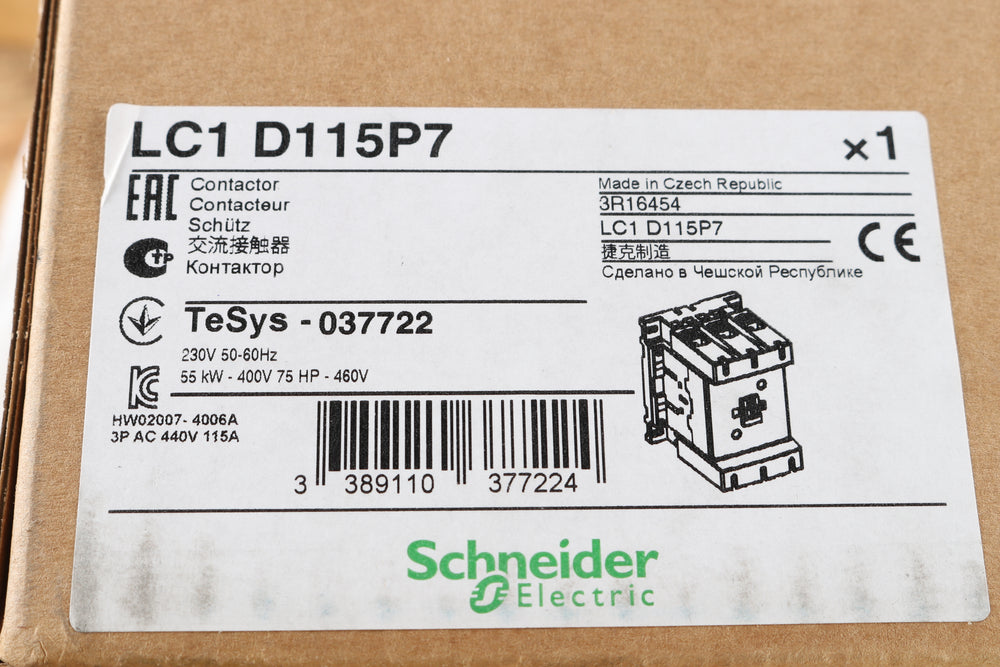 LC1 D115P7
×1
EAC
Contactor
Contacteur
Schütz
交流接触器
Контактор
Made in Czech Republic
3R16454
LC1 D115P7
捷克制造
Сделано в Чешской Республике
CE
TeSys - 037722
230V 50-60Hz
55 kW - 400V 75 HP - 460V
HW02007- 4006A
3P AC 440V 115A
3 389110 377224
Schneider
Electric